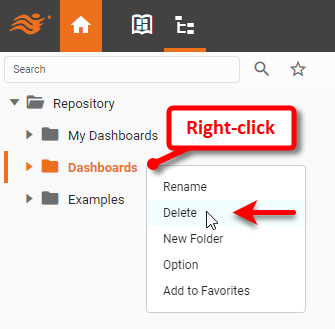 Search
Repository
My Dashboards
Right-click
Dashboards
Rename
Examples
Delete
New Folder
Option
Add to Favorites